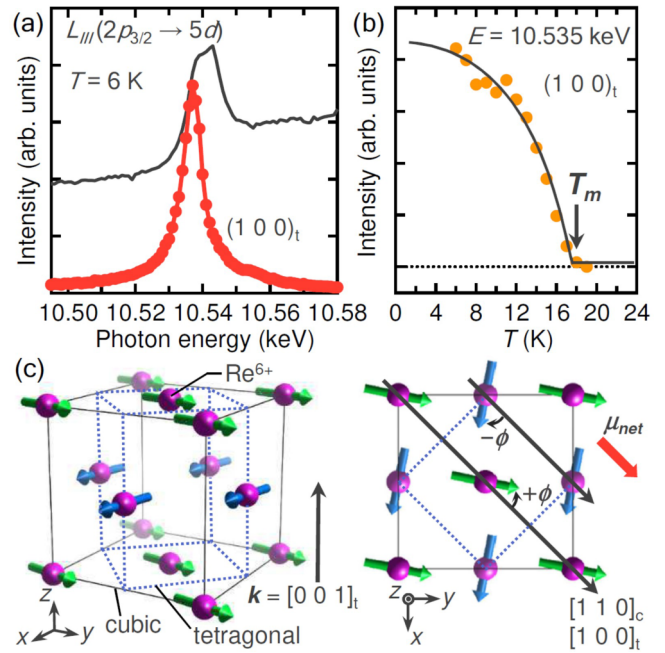 (a)
L_III(2p_3/2 → 5d)
T = 6 K
(1 0 0)_t
Intensity (arb. units)
10.50 10.52 10.54 10.56 10.58
Photon energy (keV)
(b)
E = 10.535 keV
(1 0 0)_t
T_m
Intensity (arb. units)
0 4 8 12 16 20 24
T (K)
(c)
Re^6+
k = [0 0 1]_t
z
x y
cubic
tetragonal
−ϕ
+ϕ
μ_net
z y
x
[1 1 0]_c
[1 0 0]_t